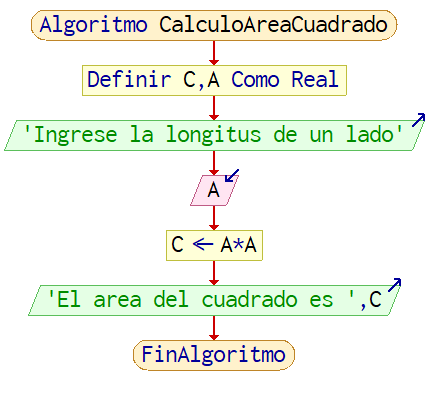 Algoritmo CalculoAreaCuadrado
Definir C,A Como Real
'Ingrese la longitus de un lado'
A
C ← A*A
'El area del cuadrado es ',C
FinAlgoritmo